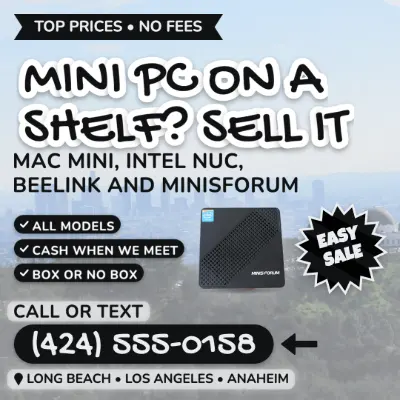 TOP PRICES • NO FEES
MINI PC ON A
SHELF? SELL IT
MAC MINI, INTEL NUC,
BEELINK AND MINISFORUM
✓ ALL MODELS
✓ CASH WHEN WE MEET
✓ BOX OR NO BOX
MINISFORUM
EASY
SALE
CALL OR TEXT
(424) 555-0158
LONG BEACH • LOS ANGELES • ANAHEIM